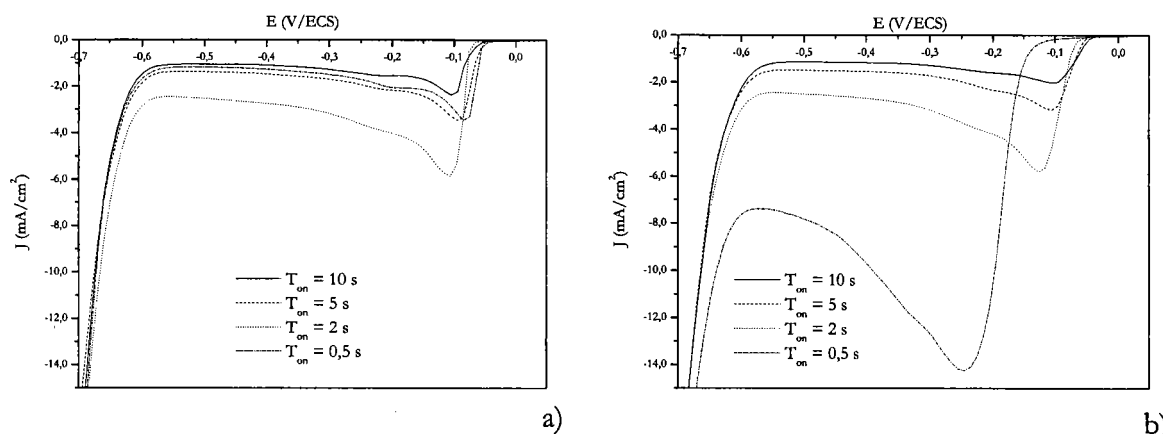 E (V/ECS)
-0,7 -0,6 -0,5 -0,4 -0,3 -0,2 -0,1 0,0
0,0
-2,0
-4,0
-6,0
-8,0
-10,0
-12,0
-14,0
J (mA/cm²)
T_on = 10 s
T_on = 5 s
T_on = 2 s
T_on = 0,5 s
a)
E (V/ECS)
-0,7 -0,6 -0,5 -0,4 -0,3 -0,2 -0,1 0,0
0,0
-2,0
-4,0
-6,0
-8,0
-10,0
-12,0
-14,0
J (mA/cm²)
T_on = 10 s
T_on = 5 s
T_on = 2 s
T_on = 0,5 s
b)